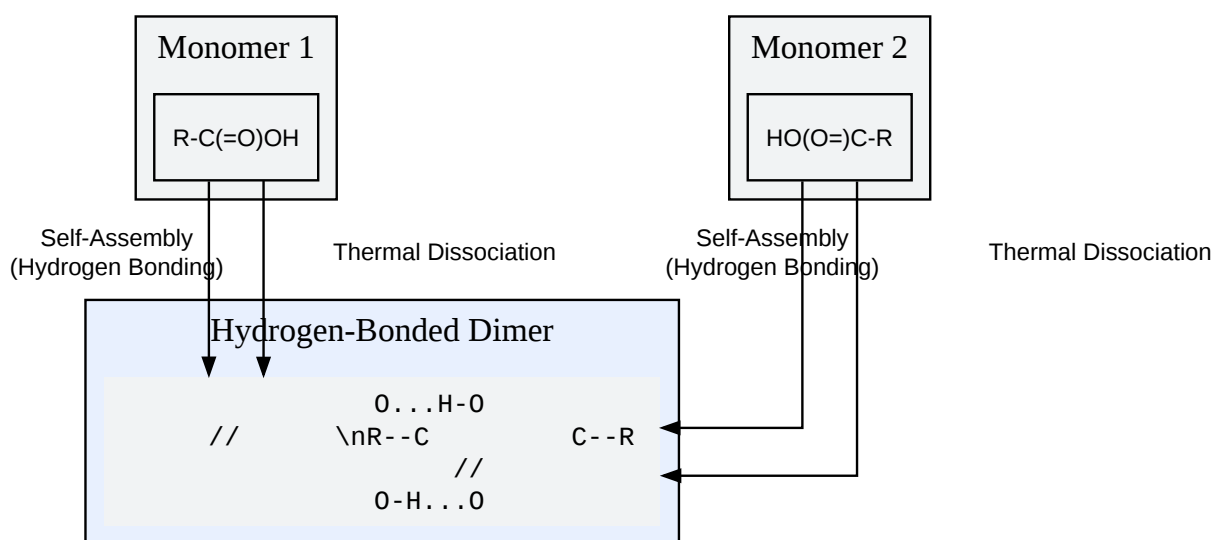 Monomer 1
Monomer 2
R-C(=O)OH
HO(O=)C-R
Self-Assembly
(Hydrogen Bonding)
Thermal Dissociation
Self-Assembly
(Hydrogen Bonding)
Thermal Dissociation
Hydrogen-Bonded Dimer
O...H-O
//      \nR--C         C--R
//
O-H...O